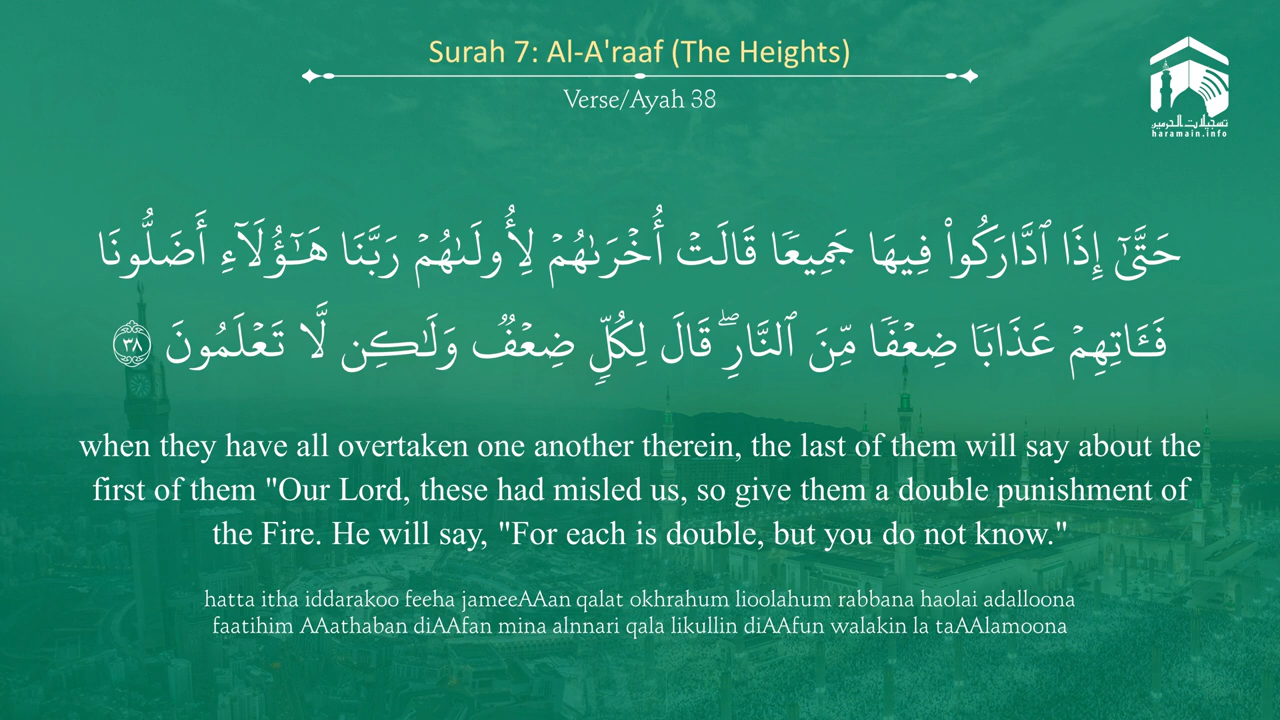 Surah 7: Al-A'raaf (The Heights)
Verse/Ayah 38
تسجيلات الحرمين
haramain.info
حَتَّىٰٓ إِذَا ٱدَّارَكُوا۟ فِيهَا جَمِيعًا قَالَتْ أُخْرَىٰهُمْ لِأُولَىٰهُمْ رَبَّنَا هَـٰٓؤُلَآءِ أَضَلُّونَا
فَـَٔاتِهِمْ عَذَابًا ضِعْفًا مِّنَ ٱلنَّارِ ۖ قَالَ لِكُلٍّ ضِعْفٌ وَلَـٰكِن لَّا تَعْلَمُونَ ٣٨
when they have all overtaken one another therein, the last of them will say about the
first of them "Our Lord, these had misled us, so give them a double punishment of
the Fire. He will say, "For each is double, but you do not know."
hatta itha iddarakoo feeha jameeAAan qalat okhrahum lioolahum rabbana haolai adalloona
faatihim AAathaban diAAfan mina alnnari qala likullin diAAfun walakin la taAAlamoona